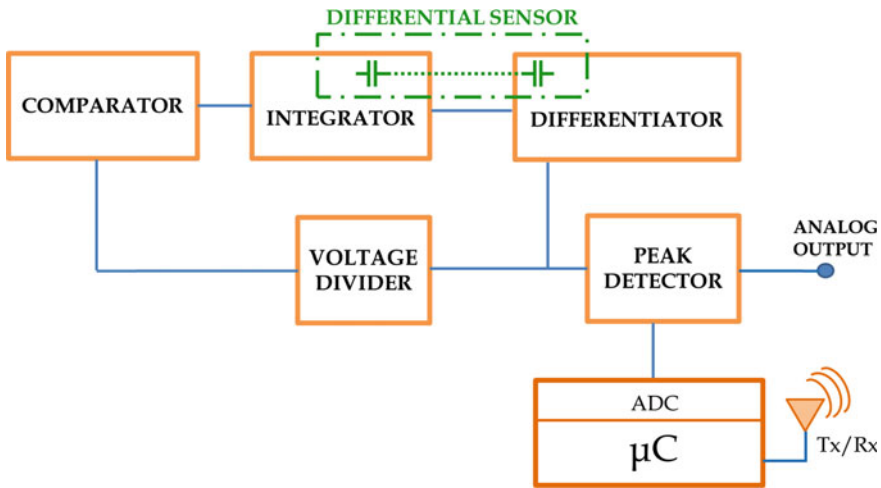 DIFFERENTIAL SENSOR
COMPARATOR
INTEGRATOR
DIFFERENTIATOR
VOLTAGE
DIVIDER
PEAK
DETECTOR
ANALOG
OUTPUT
ADC
μC
Tx/Rx